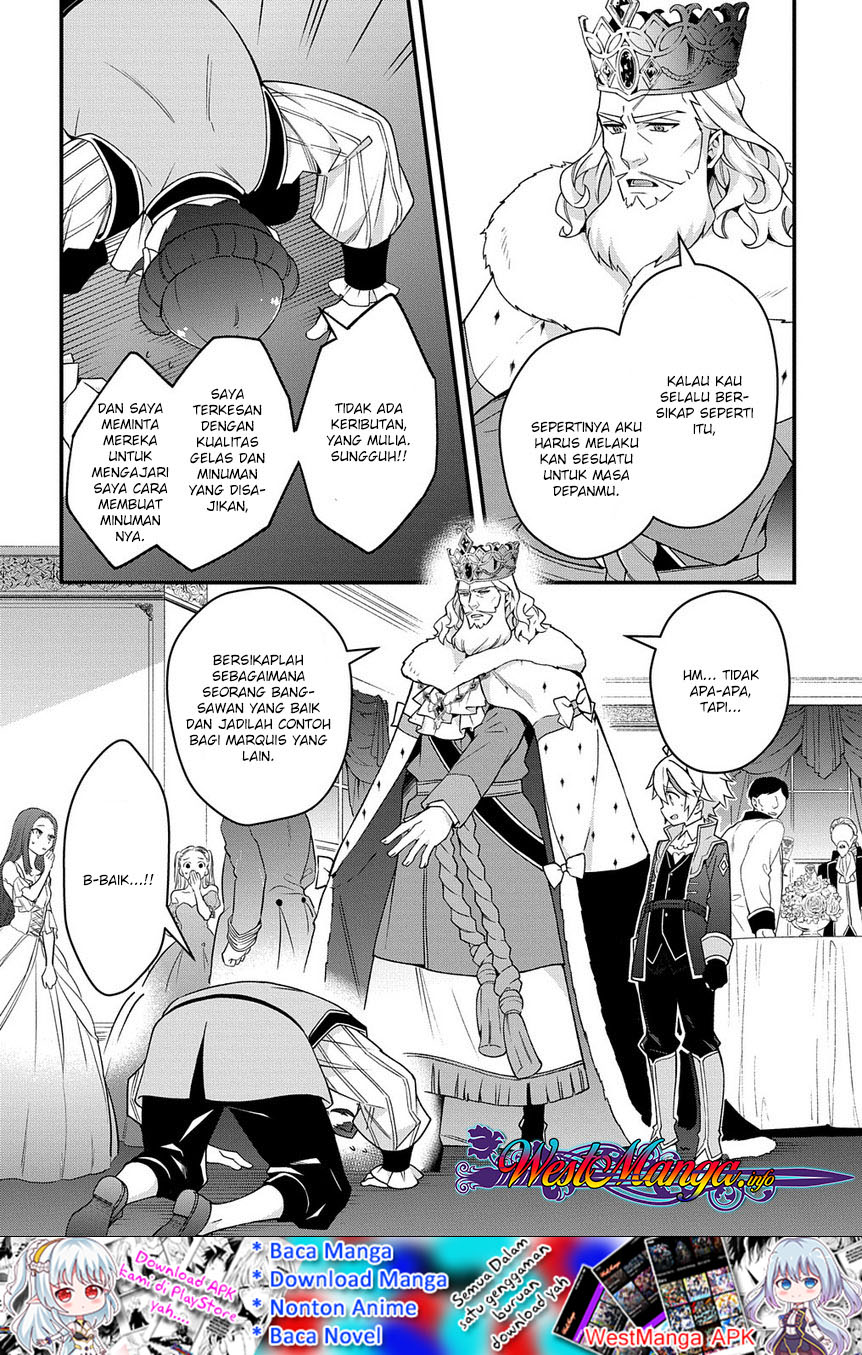 KALAU KAU
SELALU BER-
SIKAP SEPERTI
ITU,
SEPERTINYA AKU
HARUS MELAKU
KAN SESUATU
UNTUK MASA
DEPANMU.
TIDAK ADA
KERIBUTAN,
YANG MULIA.
SUNGGUH!!
SAYA
TERKESAN
DENGAN
KUALITAS
GELAS DAN
MINUMAN
YANG DISA-
JIKAN,
DAN SAYA
MEMINTA
MEREKA
UNTUK
MENGAJARI
SAYA CARA
MEMBUAT
MINUMAN
NYA.
HM... TIDAK
APA-APA,
TAPI...
BERSIKAPLAH
SEBAGAIMANA
SEORANG BANG-
SAWAN YANG BAIK
DAN JADILAH CONTOH
BAGI MARQUIS YANG
LAIN.
B-BAIK...!!
WestManga.info
Download APK
kami di PlayStore
yah....
* Baca Manga
* Download Manga
* Nonton Anime
* Baca Novel
Semua Dalam
satu genggaman
buruan
download yah
WestManga APK